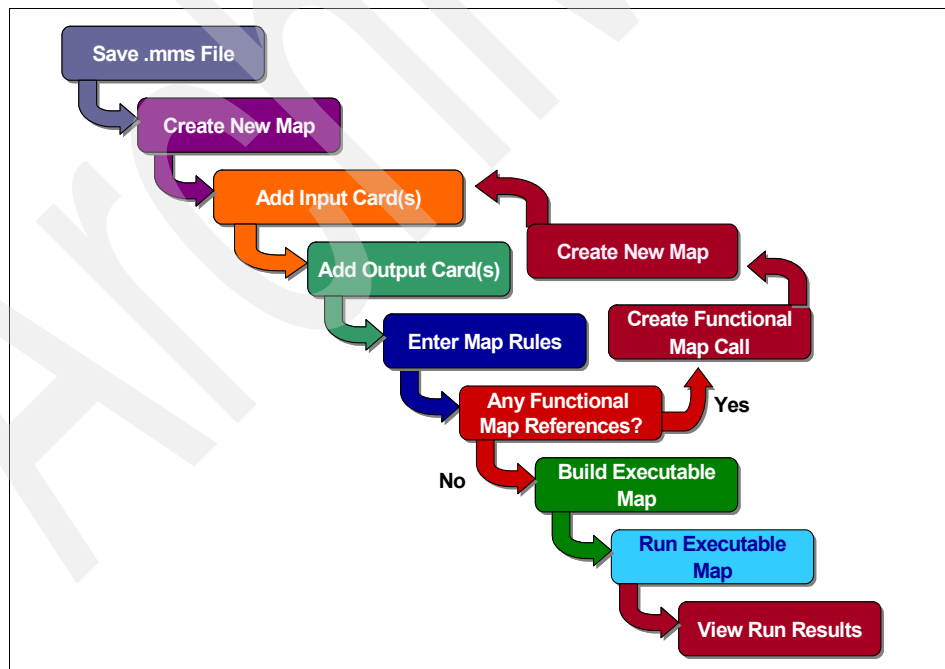 Save .mms File
Create New Map
Add Input Card(s)
Create New Map
Add Output Card(s)
Create Functional
Map Call
Enter Map Rules
Any Functional
Map References?
Yes
No
Build Executable
Map
Run Executable
Map
View Run Results